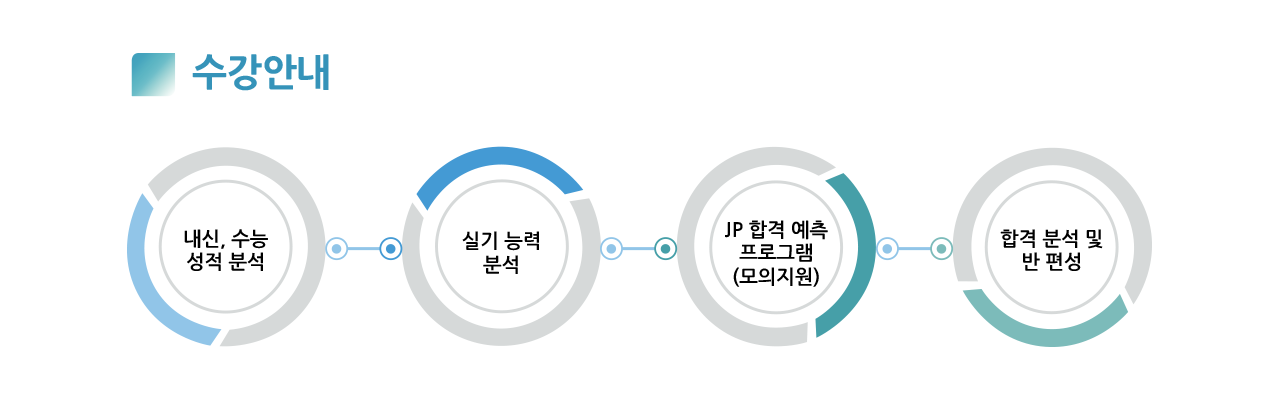 수강안내
내신, 수능
성적 분석
실기 능력
분석
JP 합격 예측
프로그램
(모의지원)
합격 분석 및
반 편성